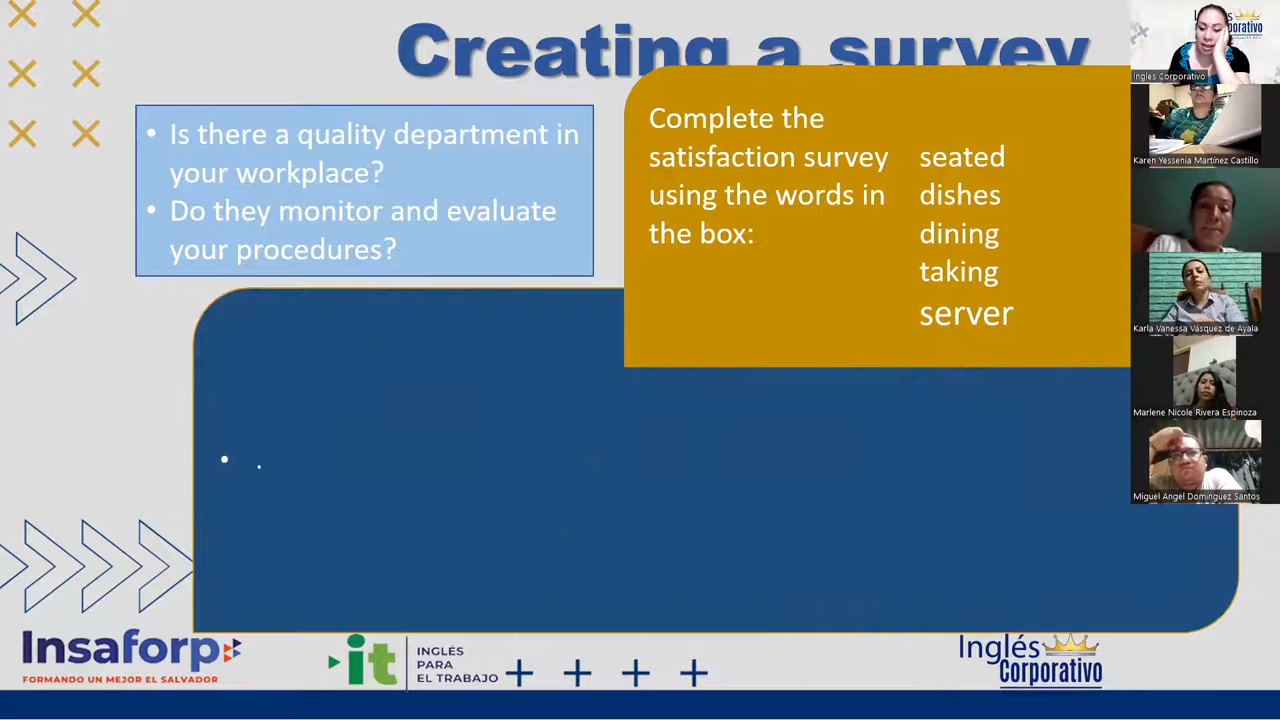 Creating a survey
Inglés
Corporativo
Ingles Corporativo
• Is there a quality department in
your workplace?
• Do they monitor and evaluate
your procedures?
Complete the
satisfaction survey
using the words in
the box:
seated
dishes
dining
taking
server
Karen Yessenia Martínez Castillo
Karla Vanessa Vásquez de Ayala
Marlene Nicole Rivera Espinoza
Miguel Angel Domínguez Santos
Insaforp
FORMANDO UN MEJOR EL SALVADOR
it
INGLÉS
PARA
EL TRABAJO
Inglés
Corporativo